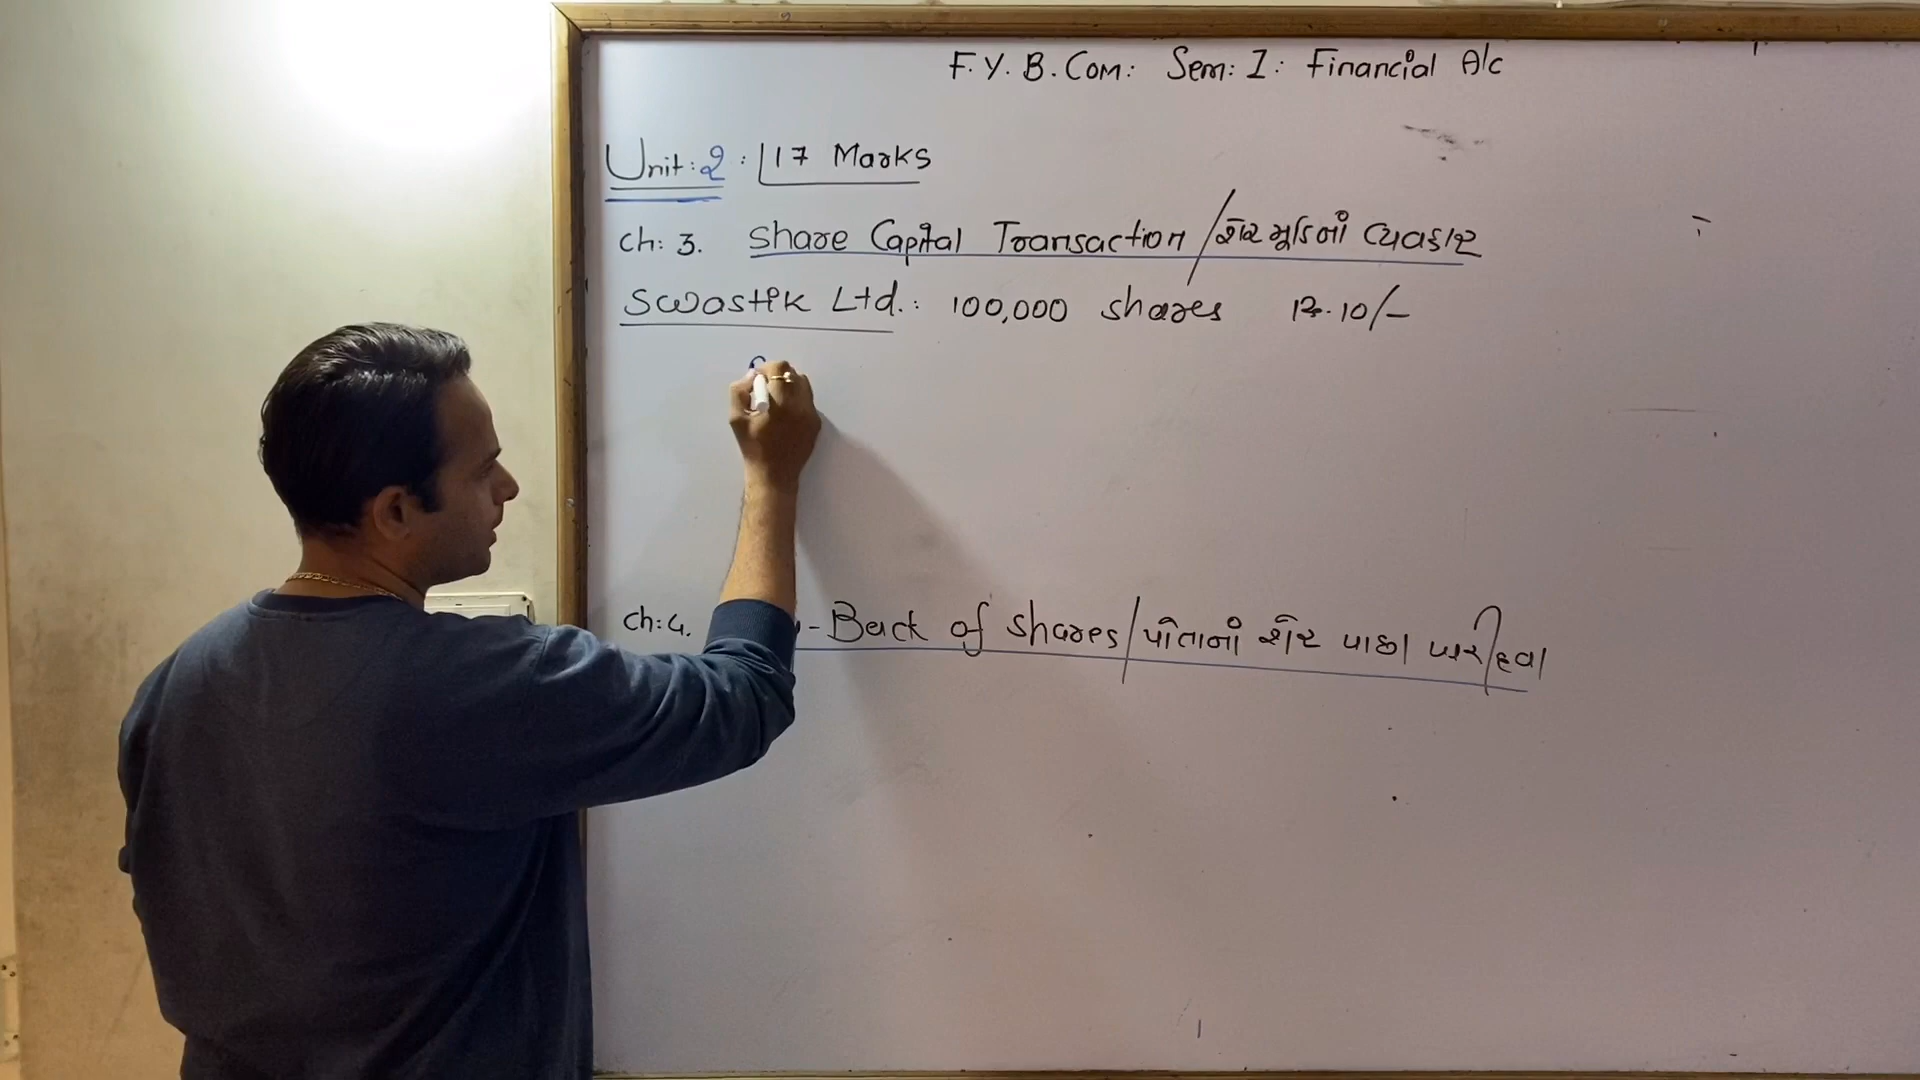 F.Y.B.Com: Sem: I: Financial A/c
Unit: 2 : 17 Marks
Ch: 3. Share Capital Transaction / શેર મૂડિનાં વ્યવહાર
Swastik Ltd.: 100,000 shares R. 10/-
Ch: 4. -Back of shares / પોતાનાં શેર પાછા ખરીદવા